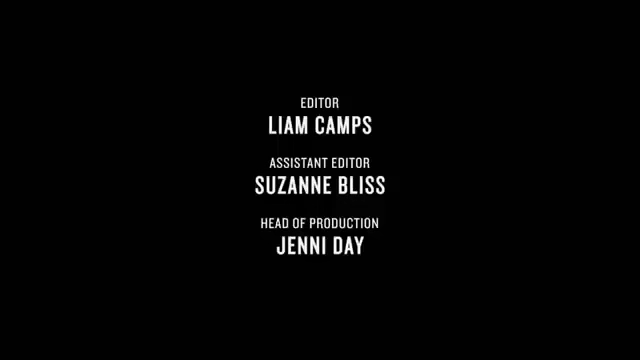 EDITOR
LIAM CAMPS
ASSISTANT EDITOR
SUZANNE BLISS
HEAD OF PRODUCTION
JENNI DAY